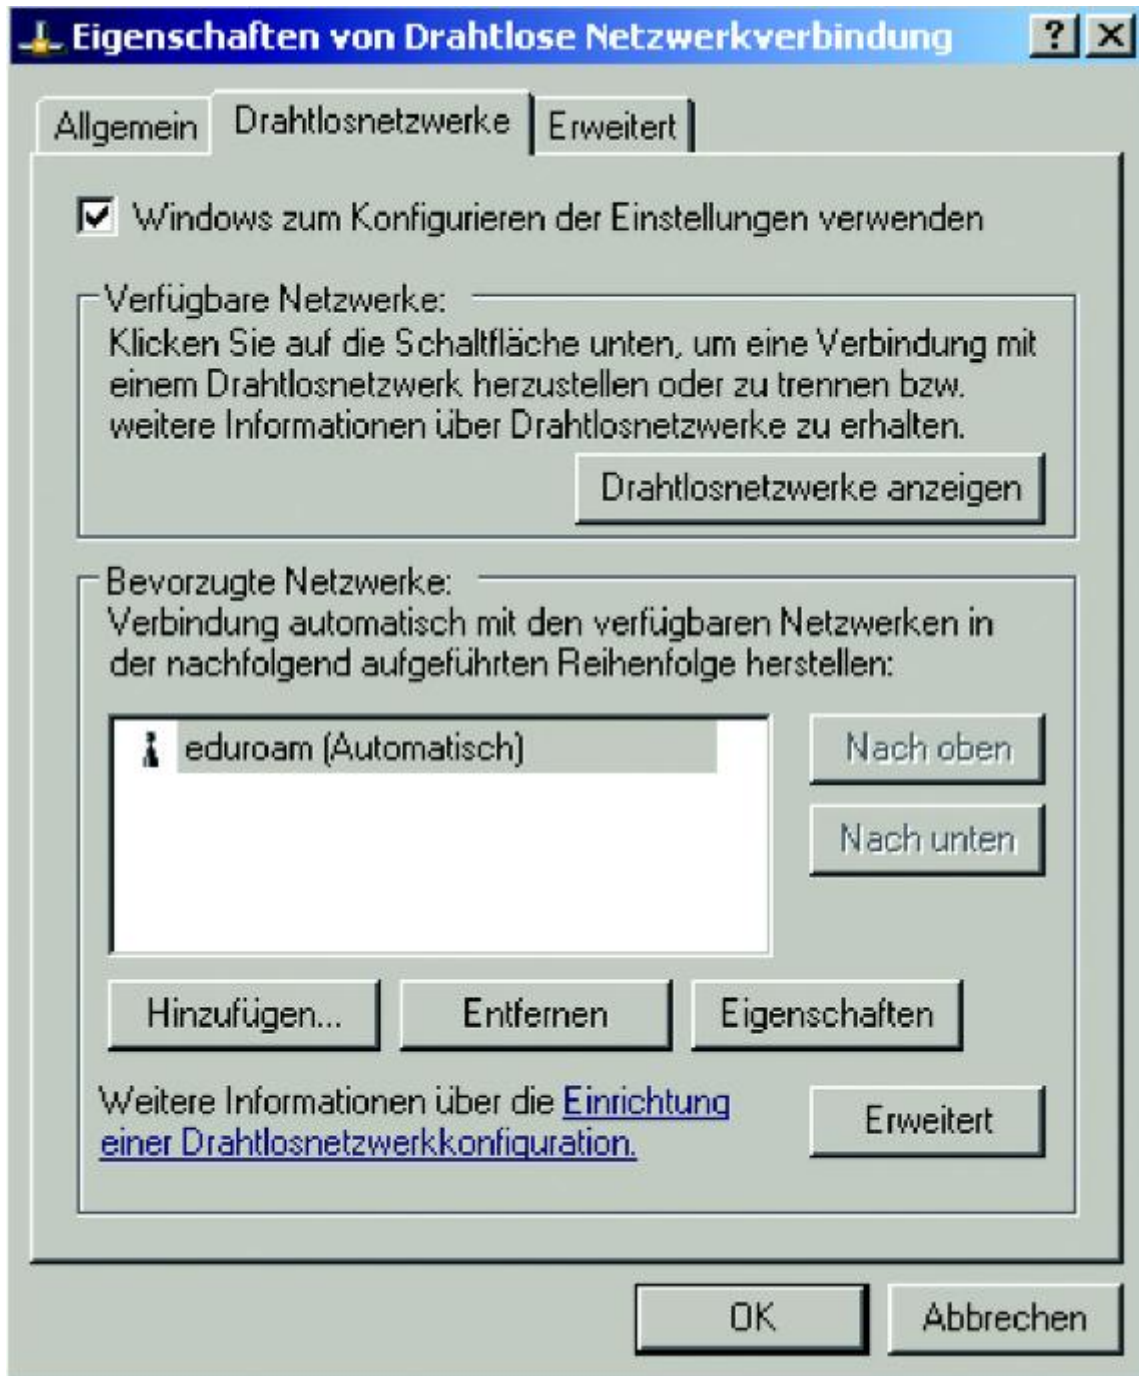 Eigenschaften von Drahtlose Netzwerkverbindung
Allgemein
Drahtlosnetzwerke
Erweitert
Windows zum Konfigurieren der Einstellungen verwenden
Verfügbare Netzwerke:
Klicken Sie auf die Schaltfläche unten, um eine Verbindung mit
einem Drahtlosnetzwerk herzustellen oder zu trennen bzw.
weitere Informationen über Drahtlosnetzwerke zu erhalten.
Drahtlosnetzwerke anzeigen
Bevorzugte Netzwerke:
Verbindung automatisch mit den verfügbaren Netzwerken in
der nachfolgend aufgeführten Reihenfolge herstellen:
eduroam (Automatisch)
Nach oben
Nach unten
Hinzufügen...
Entfernen
Eigenschaften
Weitere Informationen über die Einrichtung
einer Drahtlosnetzwerkkonfiguration.
Erweitert
OK
Abbrechen